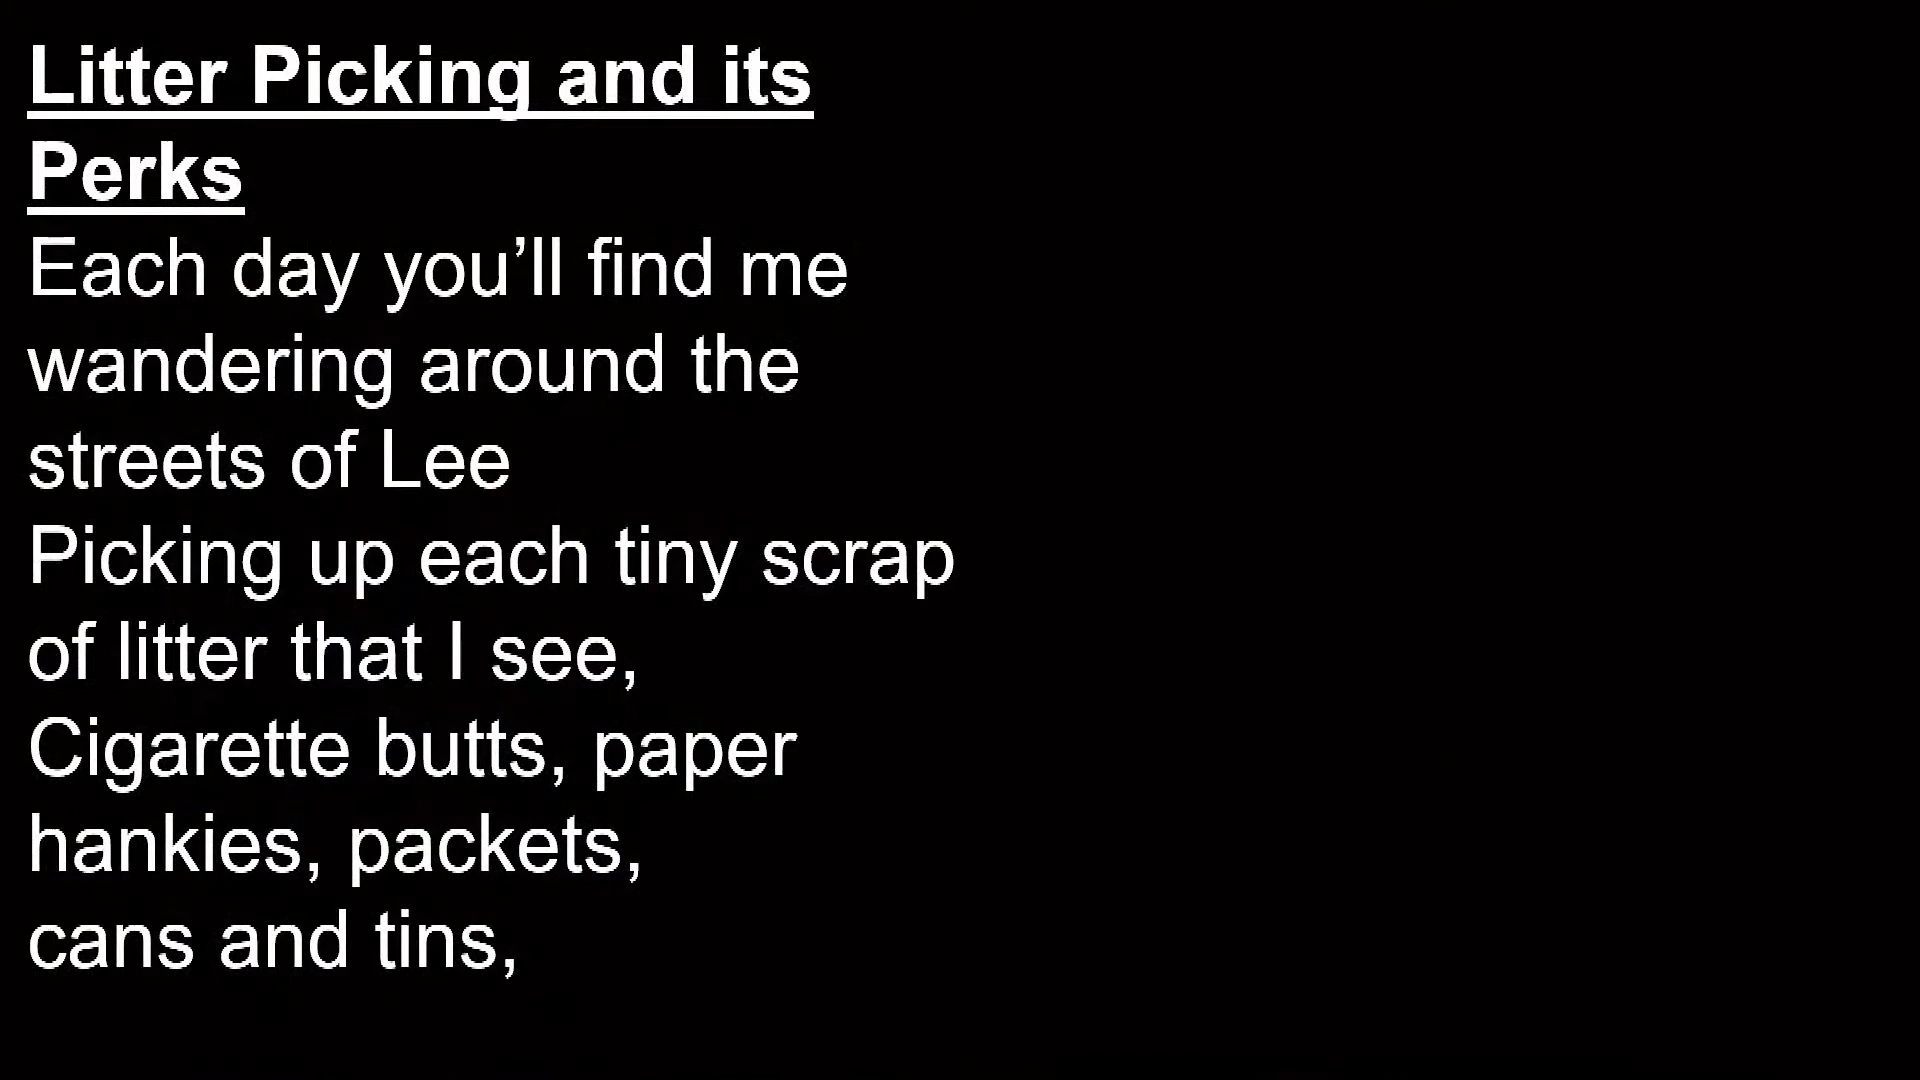 Litter Picking and its
Perks
Each day you’ll find me
wandering around the
streets of Lee
Picking up each tiny scrap
of litter that I see,
Cigarette butts, paper
hankies, packets,
cans and tins,